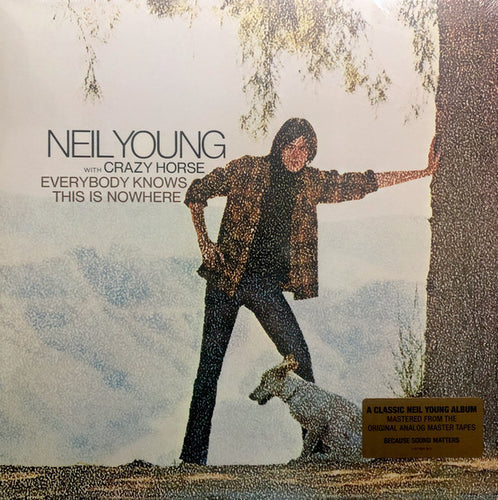 NEIL YOUNG
WITH CRAZY HORSE
EVERYBODY KNOWS
THIS IS NOWHERE
A CLASSIC NEIL YOUNG ALBUM
MASTERED FROM THE
ORIGINAL ANALOG MASTER TAPES
BECAUSE SOUND MATTERS